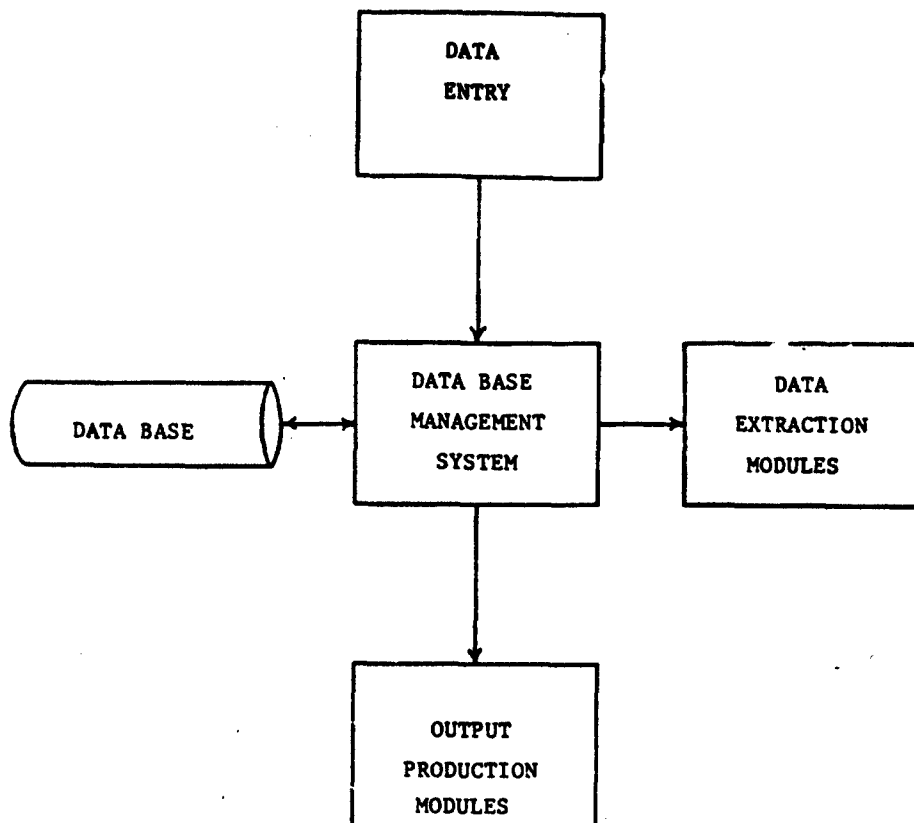 DATA
ENTRY
DATA BASE
DATA BASE
MANAGEMENT
SYSTEM
DATA
EXTRACTION
MODULES
OUTPUT
PRODUCTION
MODULES